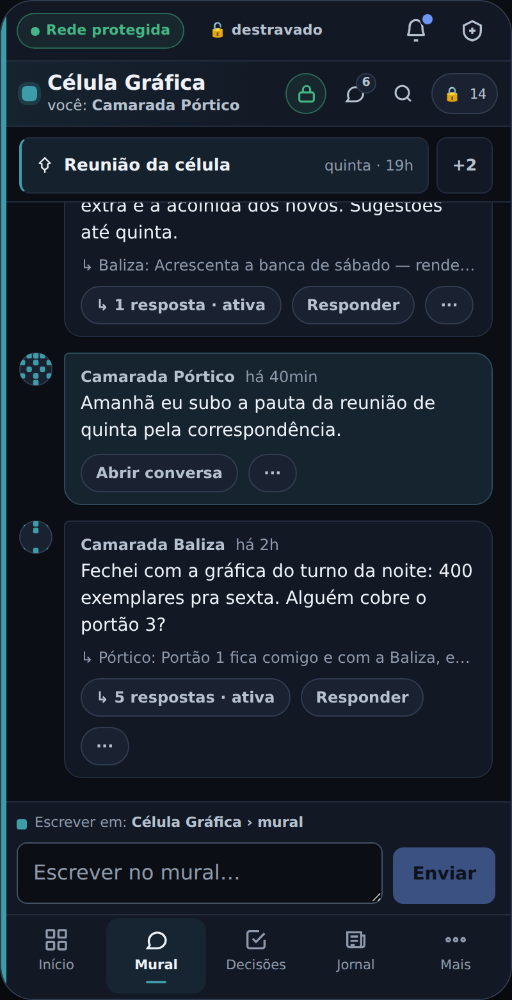 Rede protegida
🔓 destravado
Célula Gráfica
você: Camarada Pórtico
6
🔒 14
Reunião da célula
quinta · 19h
+2
extra e a acolhida dos novos. Sugestões
até quinta.
↳ Baliza: Acrescenta a banca de sábado — rende…
↳ 1 resposta · ativa
Responder
···
Camarada Pórtico há 40min
Amanhã eu subo a pauta da reunião de
quinta pela correspondência.
Abrir conversa
···
Camarada Baliza há 2h
Fechei com a gráfica do turno da noite: 400
exemplares pra sexta. Alguém cobre o
portão 3?
↳ Pórtico: Portão 1 fica comigo e com a Baliza, e…
↳ 5 respostas · ativa
Responder
···
Escrever em: Célula Gráfica › mural
Escrever no mural…
Enviar
Início
Mural
Decisões
Jornal
Mais